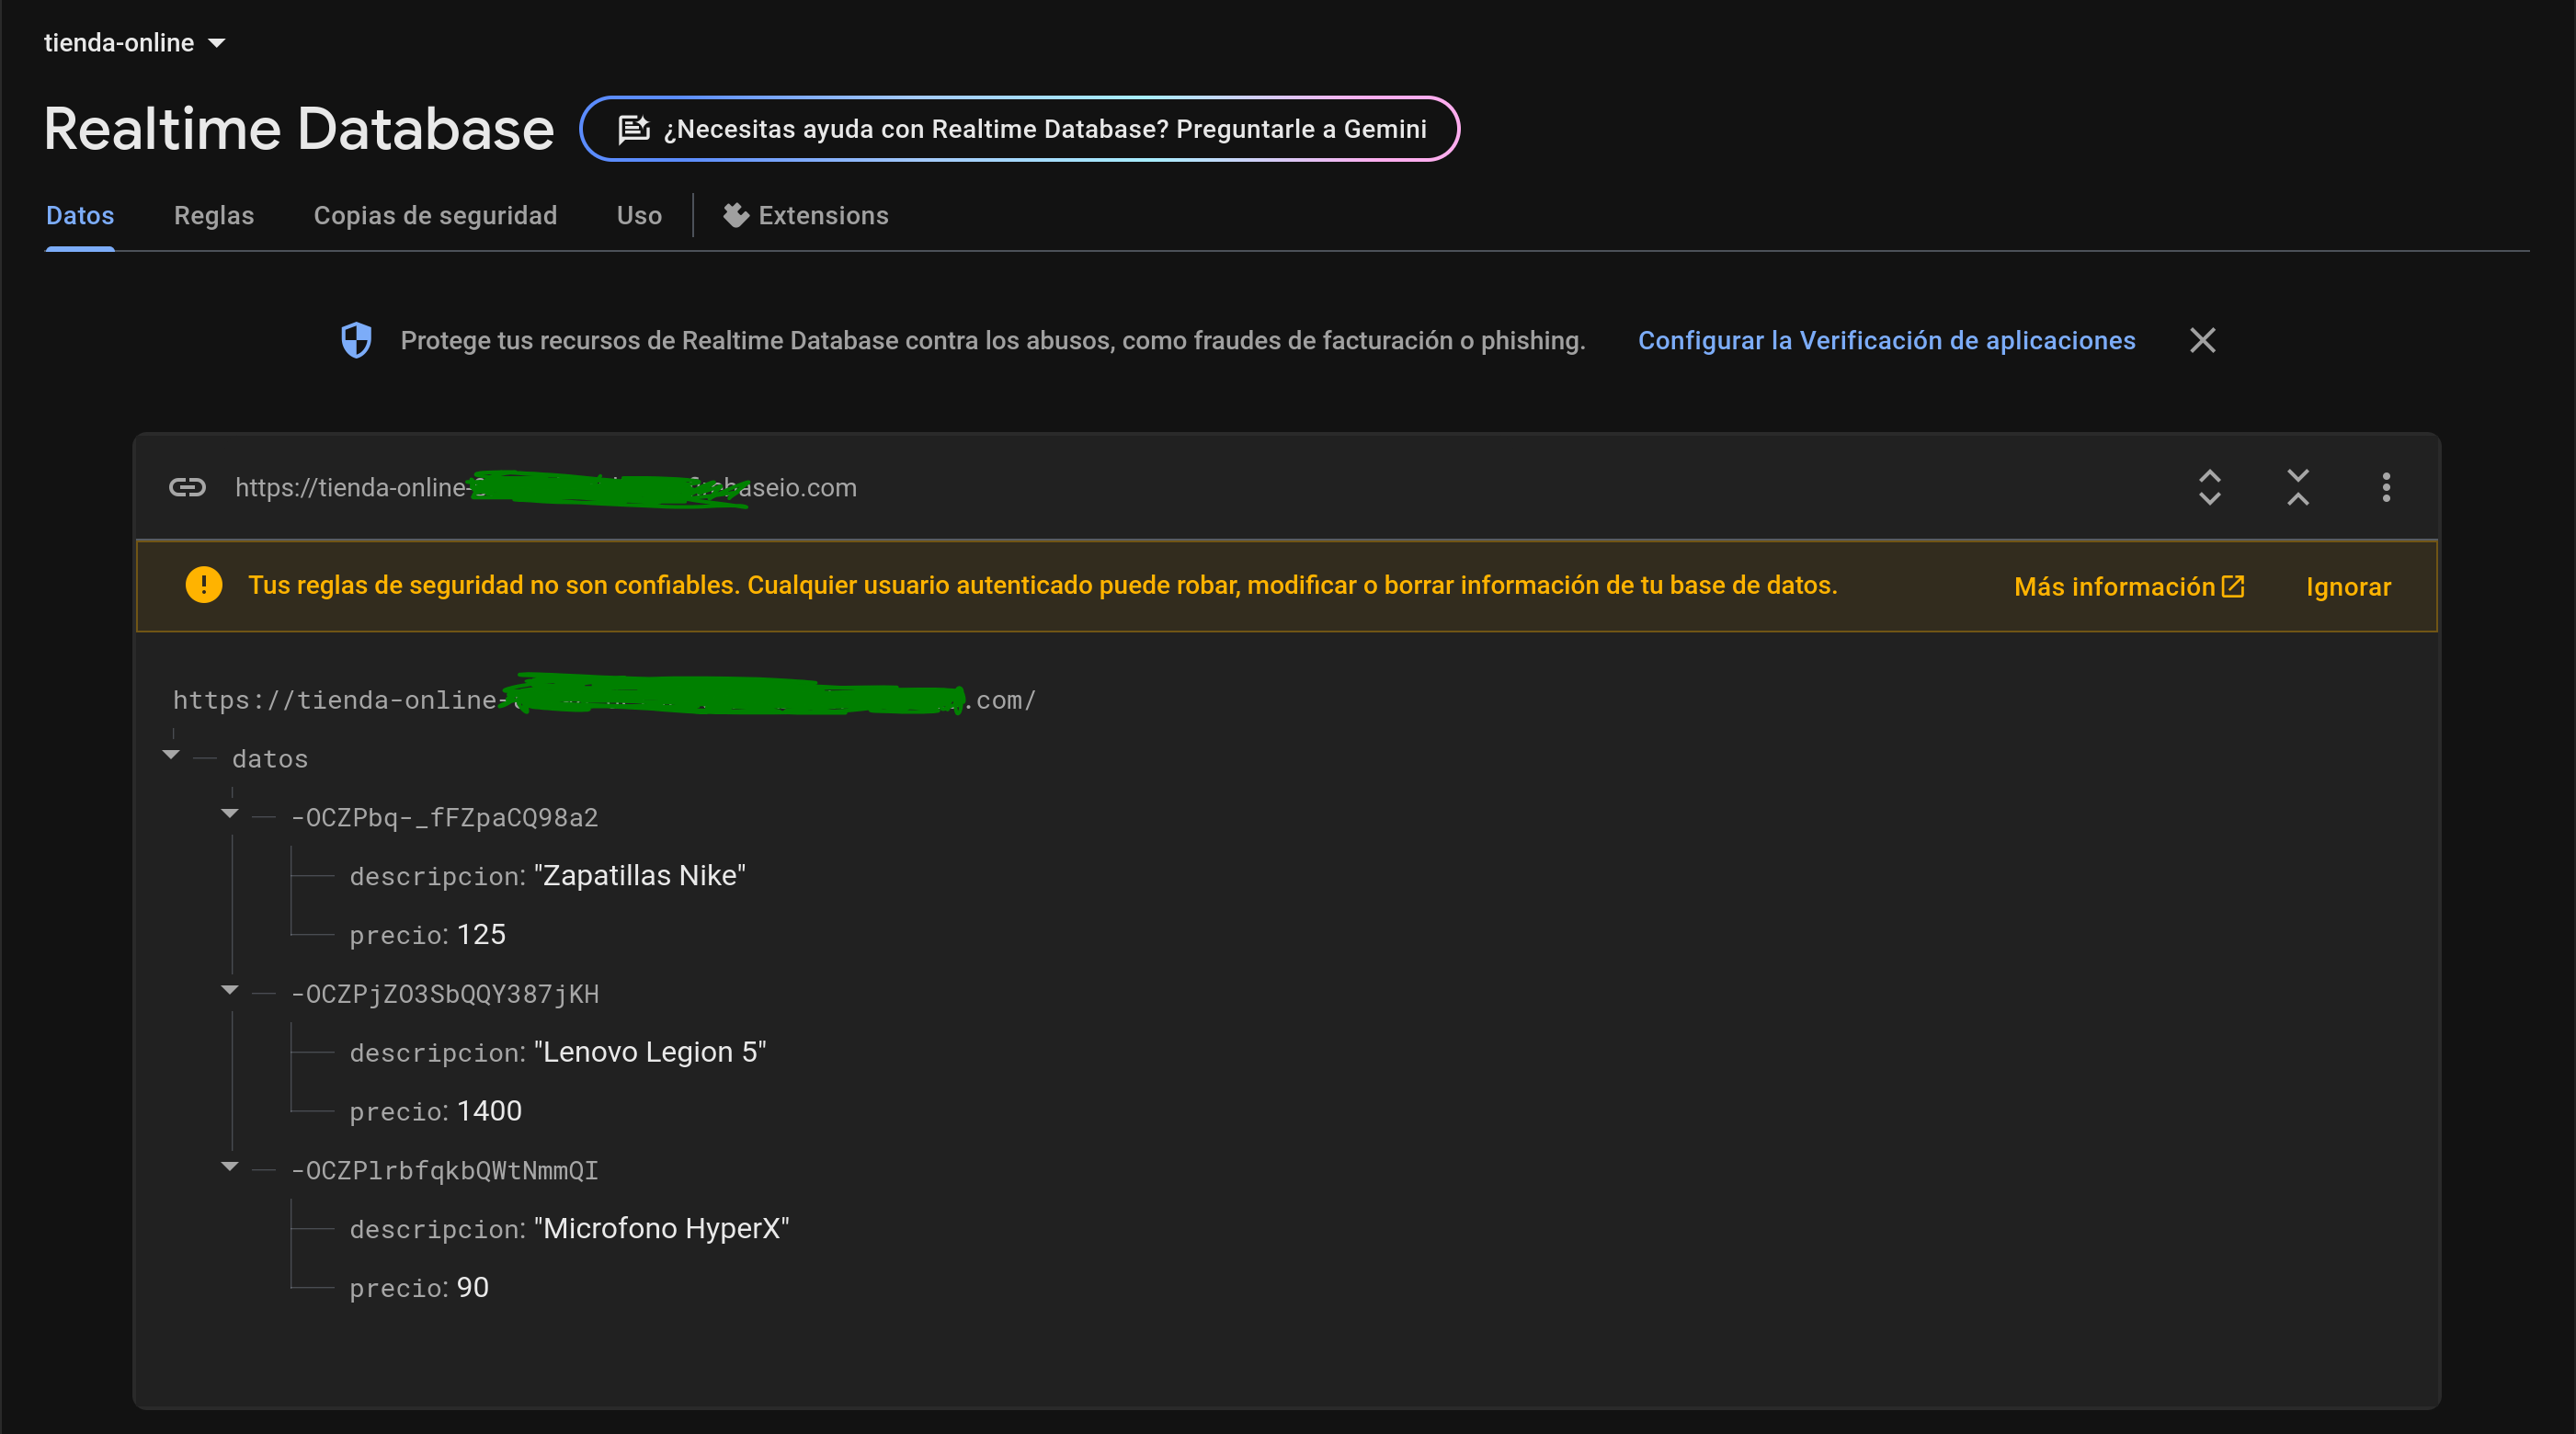 tienda-online
Realtime Database
¿Necesitas ayuda con Realtime Database? Preguntarle a Gemini
Datos Reglas Copias de seguridad Uso Extensions
Protege tus recursos de Realtime Database contra los abusos, como fraudes de facturación o phishing. Configurar la Verificación de aplicaciones
https://tienda-online- baseio.com
Tus reglas de seguridad no son confiables. Cualquier usuario autenticado puede robar, modificar o borrar información de tu base de datos. Más información Ignorar
https://tienda-online- .com/
datos
-OCZPbq-_fFZpaCQ98a2
descripcion: "Zapatillas Nike"
precio: 125
-OCZPjZO3SbQQY387jKH
descripcion: "Lenovo Legion 5"
precio: 1400
-OCZPlrbfqkbQWtNmmQI
descripcion: "Microfono HyperX"
precio: 90